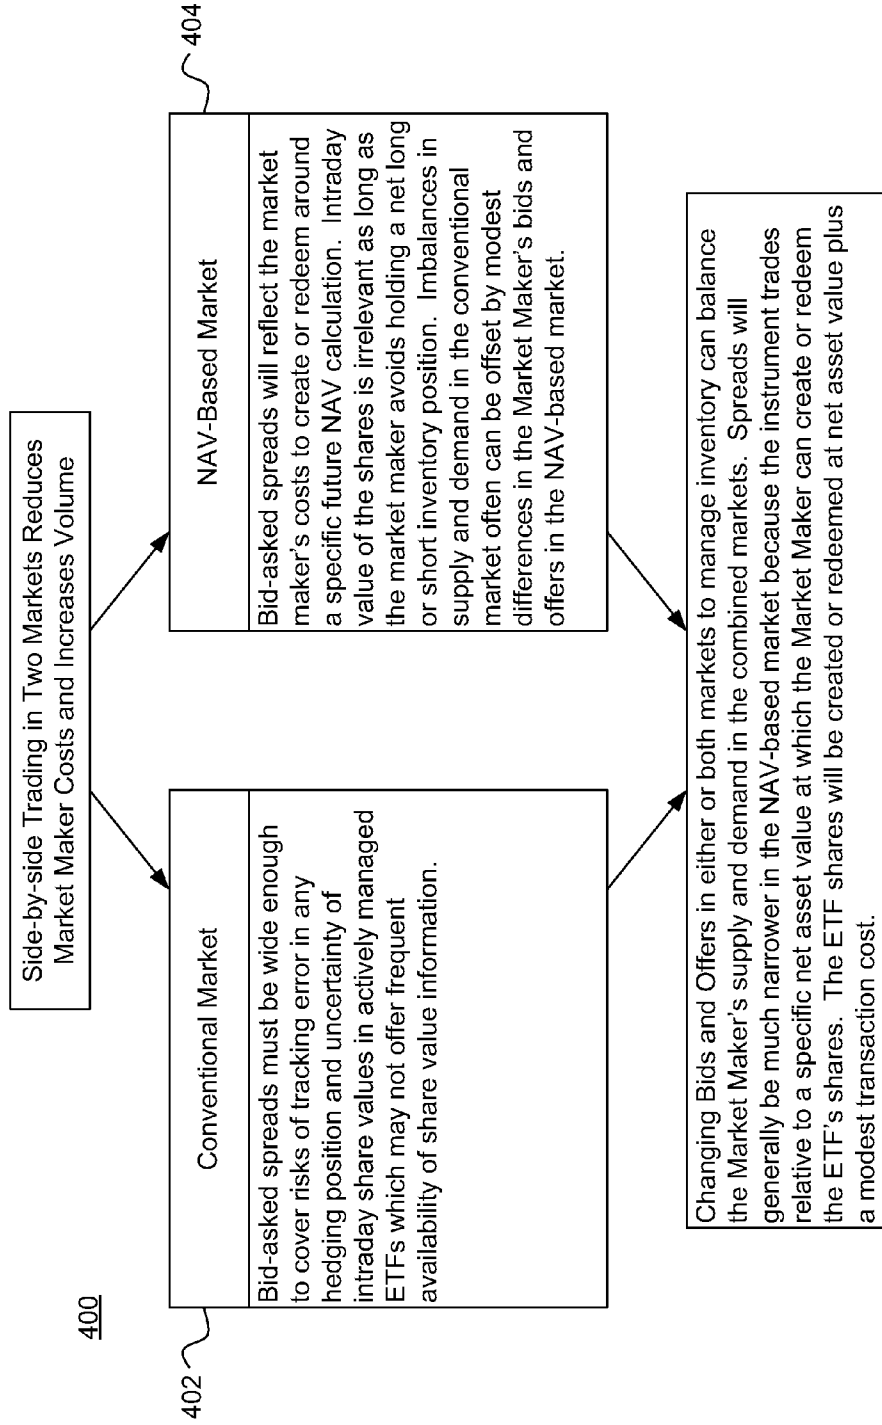 400
Side-by-side Trading in Two Markets Reduces
Market Maker Costs and Increases Volume
402
Conventional Market
Bid-asked spreads must be wide enough
to cover risks of tracking error in any
hedging position and uncertainty of
intraday share values in actively managed
ETFs which may not offer frequent
availability of share value information.
404
NAV-Based Market
Bid-asked spreads will reflect the market
maker's costs to create or redeem around
a specific future NAV calculation. Intraday
value of the shares is irrelevant as long as
the market maker avoids holding a net long
or short inventory position. Imbalances in
supply and demand in the conventional
market often can be offset by modest
differences in the Market Maker's bids and
offers in the NAV-based market.
Changing Bids and Offers in either or both markets to manage inventory can balance
the Market Maker's supply and demand in the combined markets. Spreads will
generally be much narrower in the NAV-based market because the instrument trades
relative to a specific net asset value at which the Market Maker can create or redeem
the ETF's shares. The ETF shares will be created or redeemed at net asset value plus
a modest transaction cost.